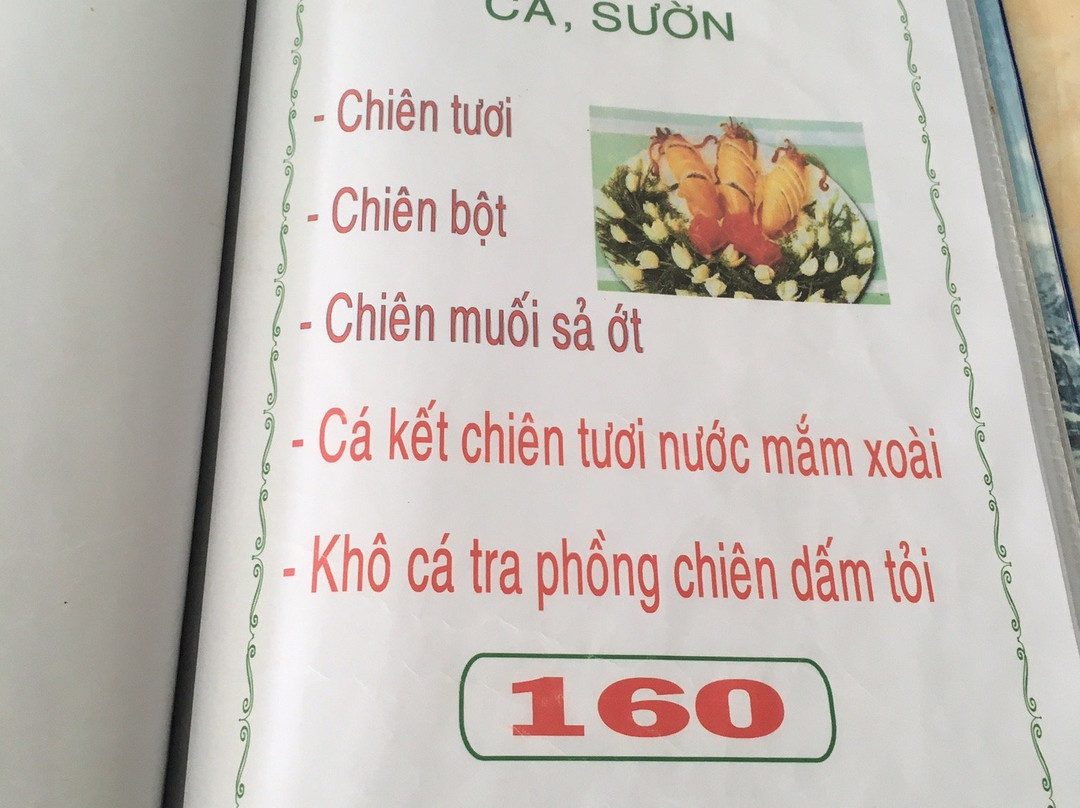 CÁ, SƯỜN
- Chiên tươi
- Chiên bột
- Chiên muối sả ớt
- Cá kết chiên tươi nước mắm xoài
- Khô cá tra phồng chiên dấm tỏi
160